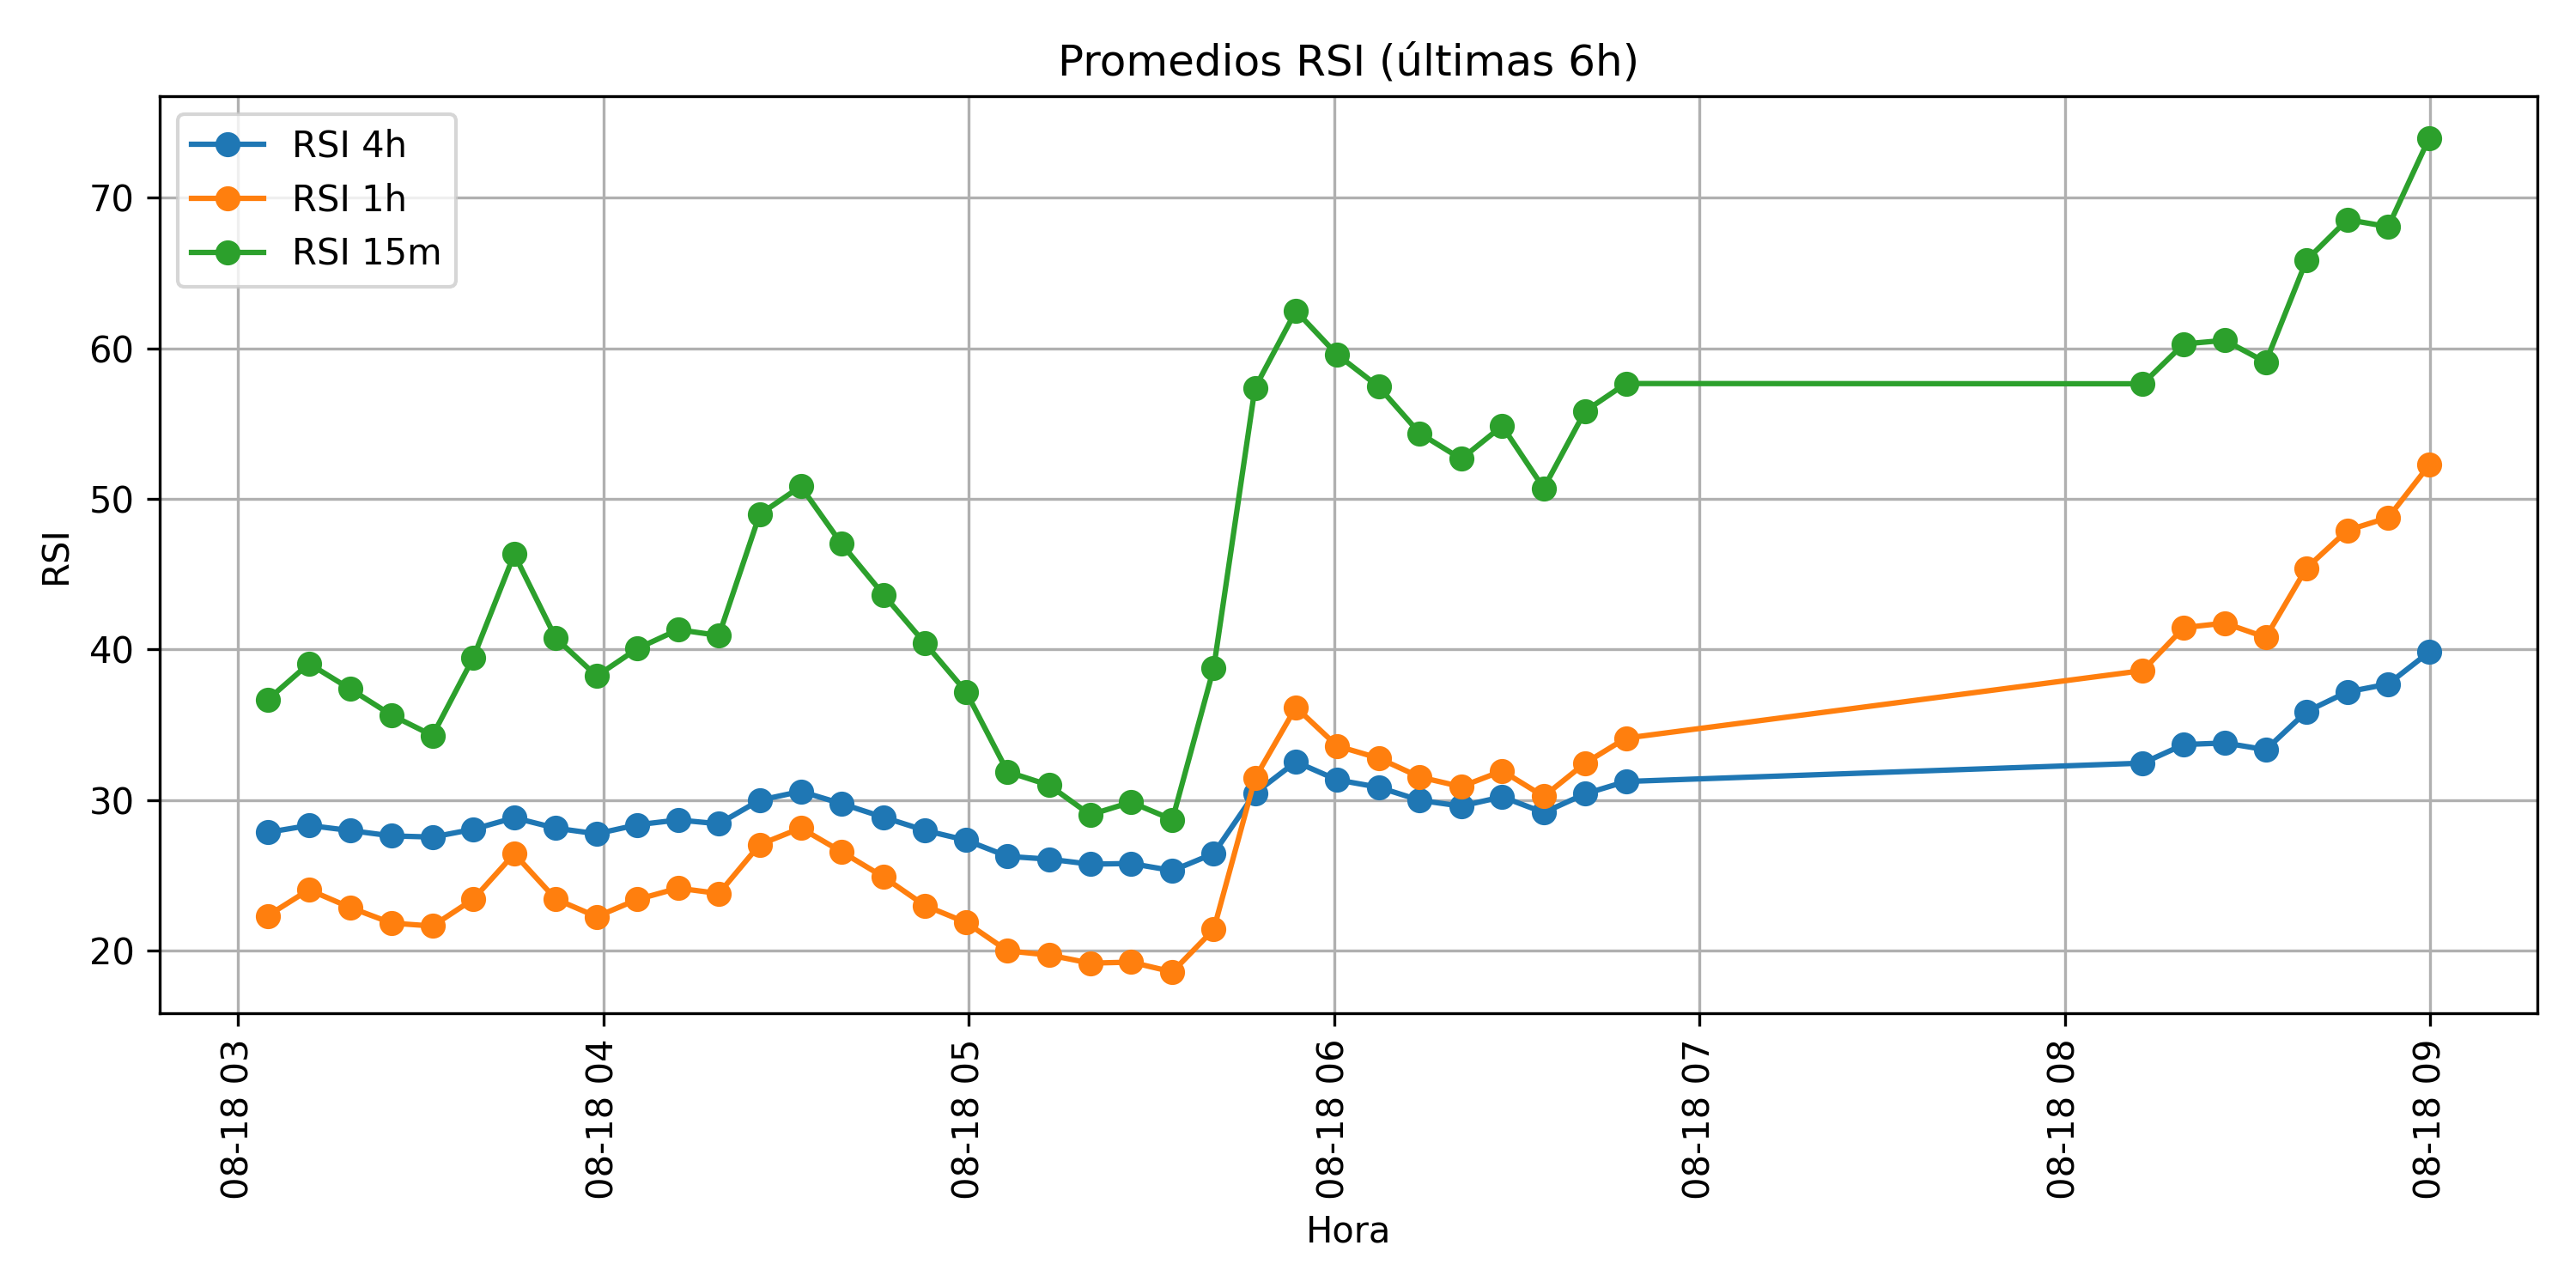 Promedios RSI (últimas 6h)
RSI 4h
RSI 1h
RSI 15m
70
60
50
40
30
20
RSI
08-18 03
08-18 04
08-18 05
08-18 06
08-18 07
08-18 08
08-18 09
Hora